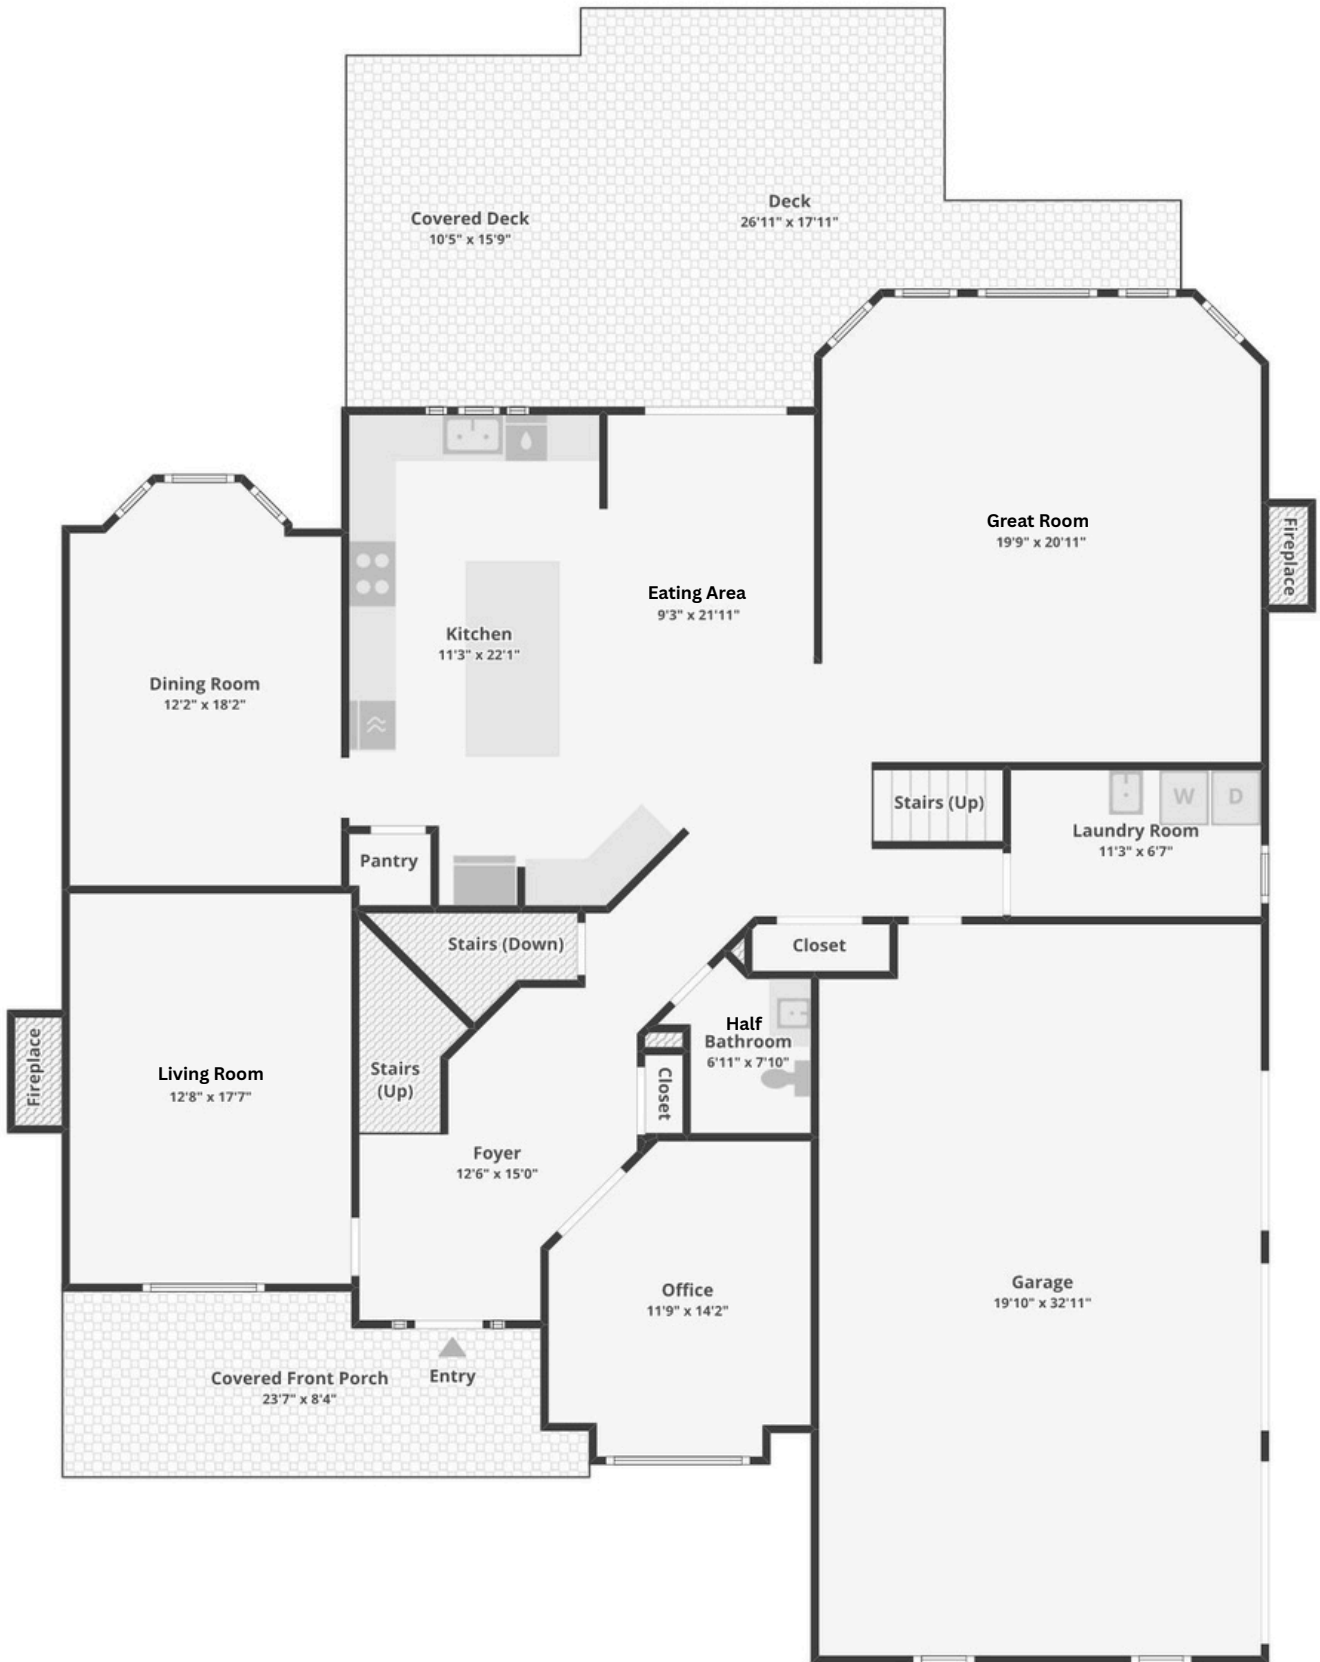 Covered Deck
10'5" x 15'9"
Deck
26'11" x 17'11"
Great Room
19'9" x 20'11"
Fireplace
Eating Area
9'3" x 21'11"
Kitchen
11'3" x 22'1"
Dining Room
12'2" x 18'2"
Stairs (Up)
W
D
Laundry Room
11'3" x 6'7"
Pantry
Stairs (Down)
Closet
Half
Bathroom
6'11" x 7'10"
Fireplace
Living Room
12'8" x 17'7"
Stairs
(Up)
Closet
Foyer
12'6" x 15'0"
Office
11'9" x 14'2"
Garage
19'10" x 32'11"
Covered Front Porch
23'7" x 8'4"
Entry